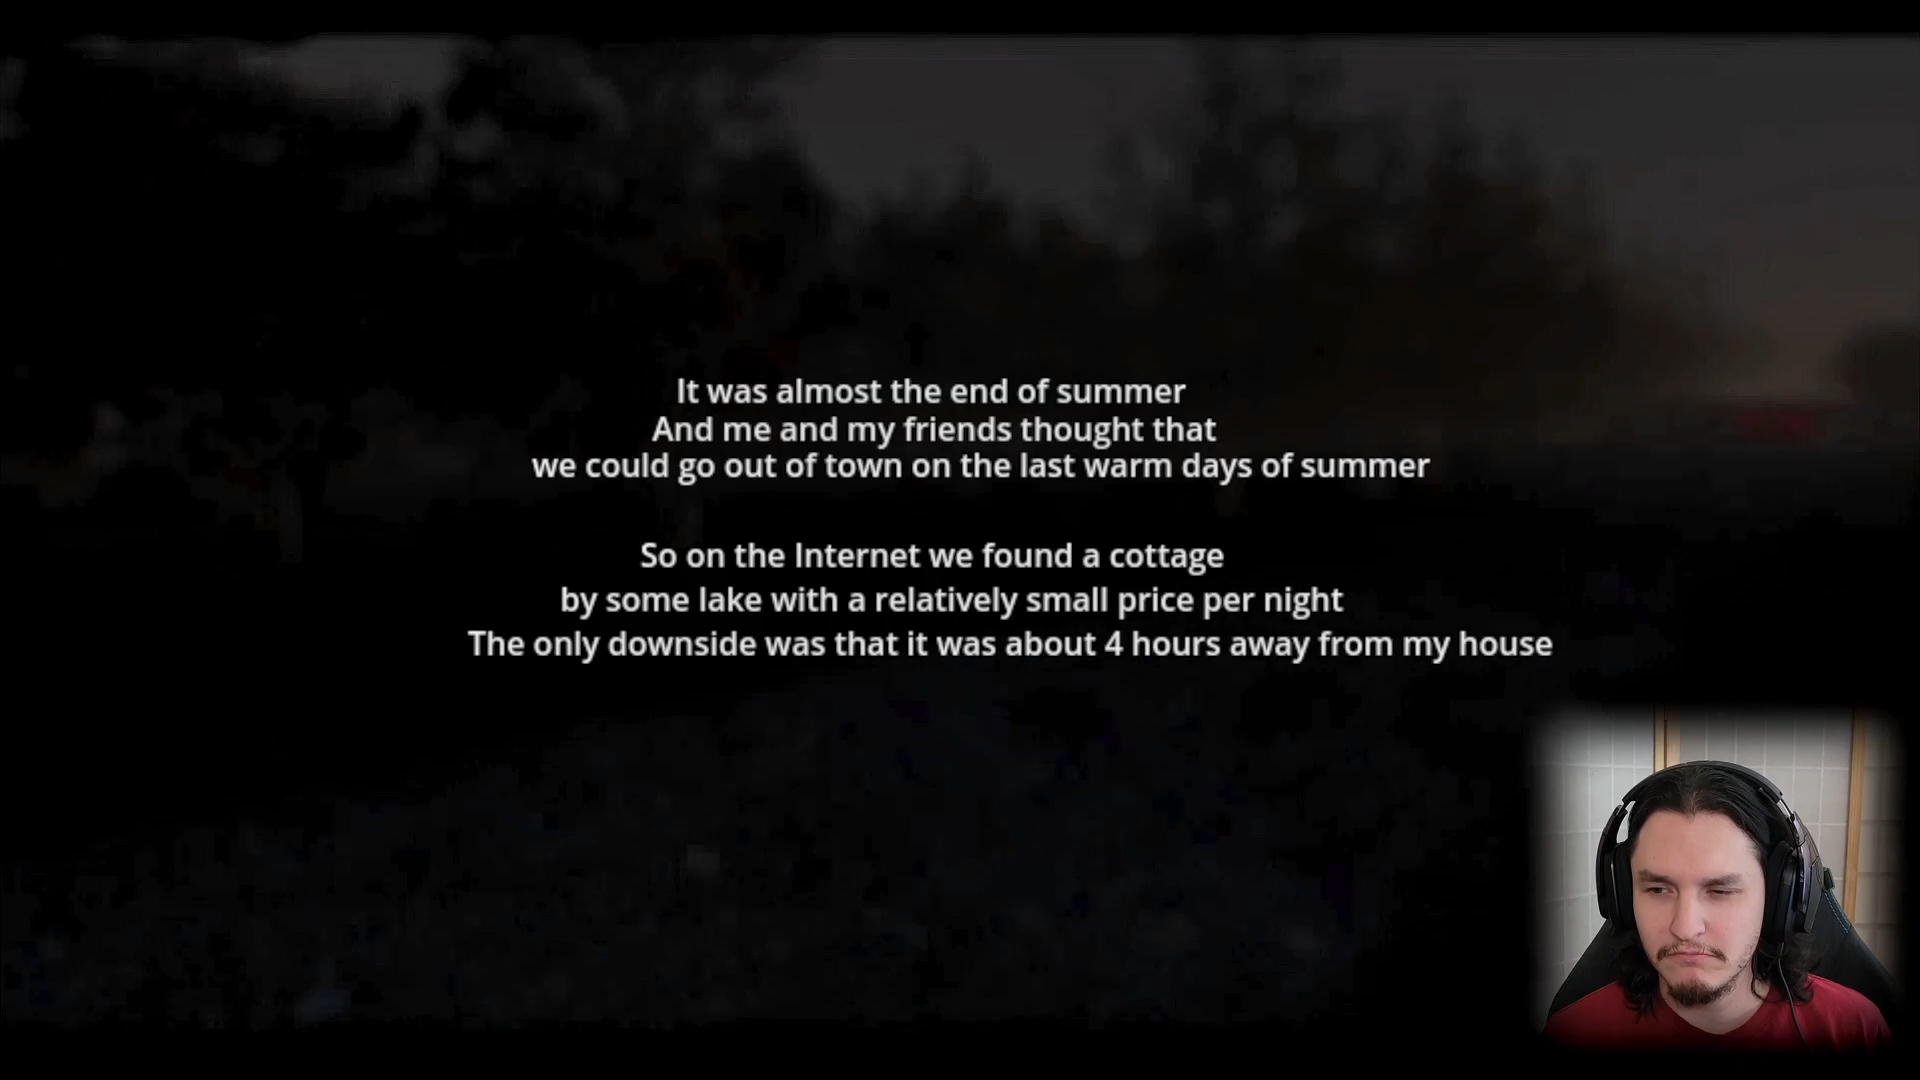 It was almost the end of summer
And me and my friends thought that
we could go out of town on the last warm days of summer
So on the Internet we found a cottage
by some lake with a relatively small price per night
The only downside was that it was about 4 hours away from my house